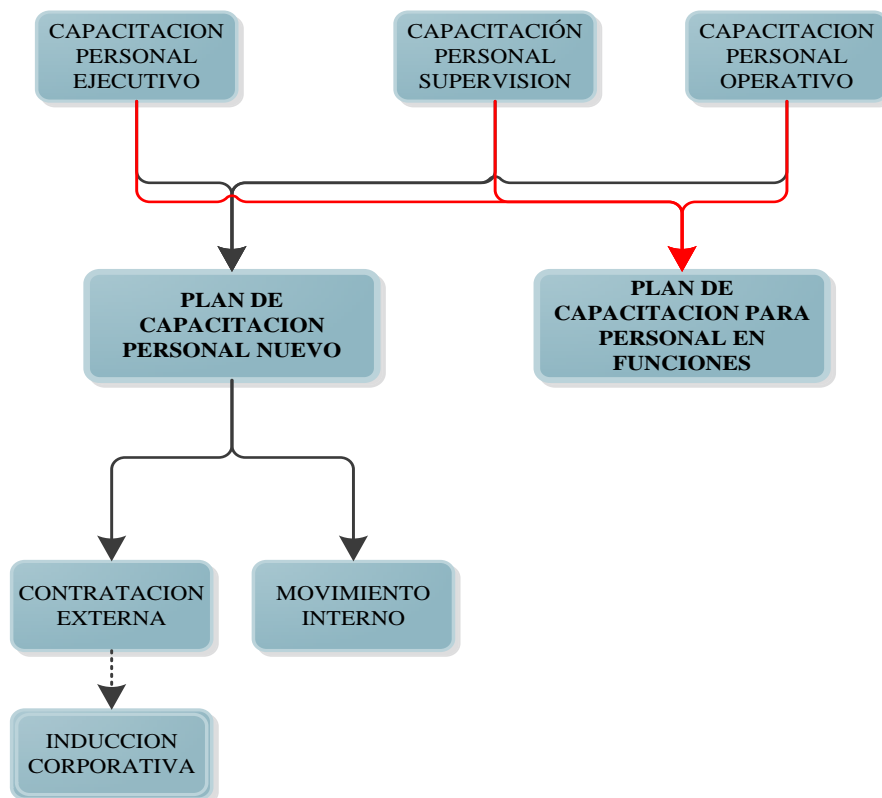 CAPACITACION
PERSONAL
EJECUTIVO
CAPACITACIÓN
PERSONAL
SUPERVISION
CAPACITACION
PERSONAL
OPERATIVO
PLAN DE
CAPACITACION
PERSONAL NUEVO
PLAN DE
CAPACITACION PARA
PERSONAL EN
FUNCIONES
CONTRATACION
EXTERNA
MOVIMIENTO
INTERNO
INDUCCION
CORPORATIVA